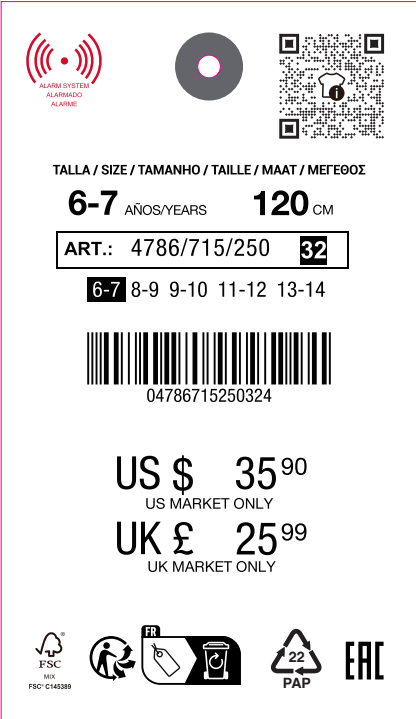 ALARM SYSTEM
ALARMADO
ALARME
i
TALLA / SIZE / TAMANHO / TAILLE / MAAT / ΜΕΓΕΘΟΣ
6-7 AÑOS/YEARS 120 CM
ART.: 4786/715/250 32
6-7 8-9 9-10 11-12 13-14
04786715250324
US $ 35 90
US MARKET ONLY
UK £ 25 99
UK MARKET ONLY
FR
®
FSC
MIX
FSC® C145389
22
PAP
EAC